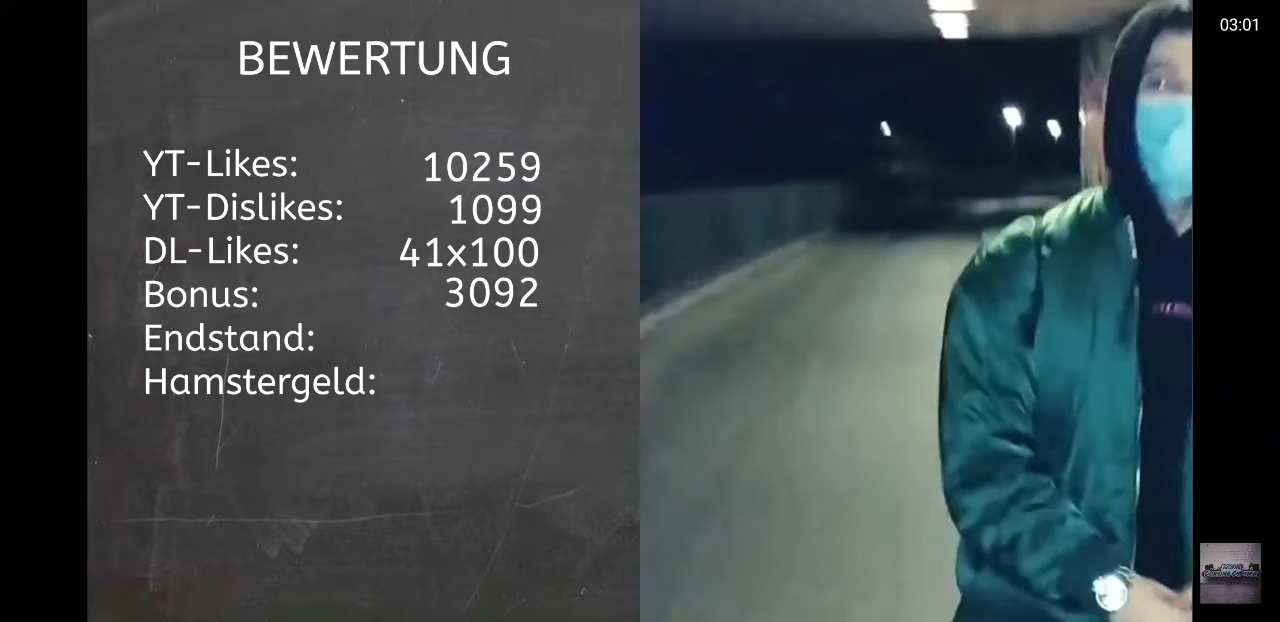 BEWERTUNG
03:01
YT-Likes: 10259
YT-Dislikes: 1099
DL-Likes: 41x100
Bonus: 3092
Endstand:
Hamstergeld: